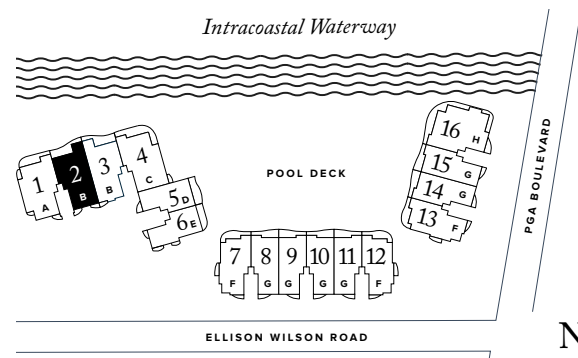 Intracoastal Waterway
1 A
2 B
3 B
4 C
5 D
6 E
POOL DECK
16 H
15 G
14 G
13 F
PGA BOULEVARD
7 F
8 G
9 G
10 G
11 G
12 F
ELLISON WILSON ROAD
N